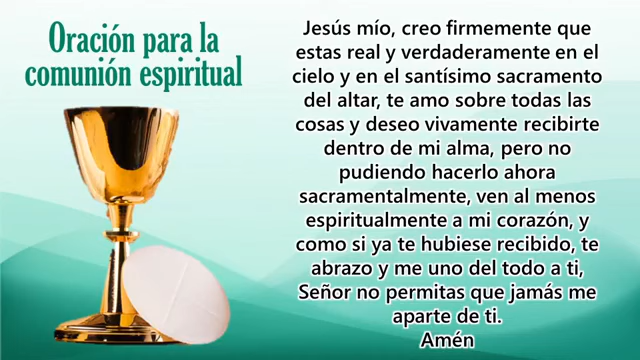 Oración para la
comunión espiritual
Jesús mío, creo firmemente que
estas real y verdaderamente en el
cielo y en el santísimo sacramento
del altar, te amo sobre todas las
cosas y deseo vivamente recibirte
dentro de mi alma, pero no
pudiendo hacerlo ahora
sacramentalmente, ven al menos
espiritualmente a mi corazón, y
como si ya te hubiese recibido, te
abrazo y me uno del todo a ti,
Señor no permitas que jamás me
aparte de ti.
Amén